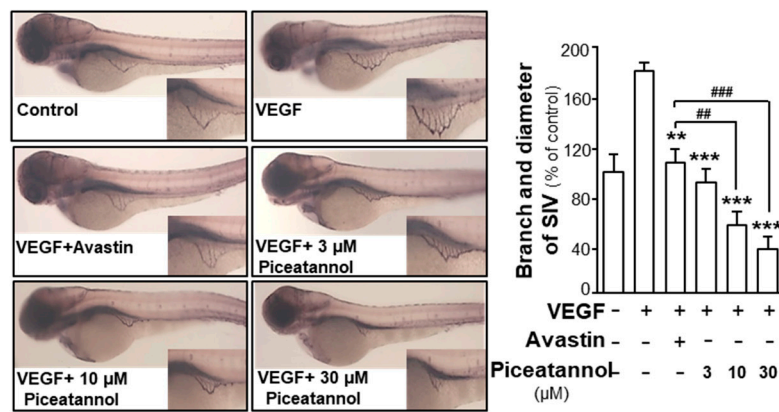 Control
VEGF
VEGF+Avastin
VEGF+ 3 μM
Piceatannol
VEGF+ 10 μM
Piceatannol
VEGF+ 30 μM
Piceatannol
Branch and diameter
of SIV (% of control)
200
160
120
80
40
0
###
##
**
***
***
***
VEGF - + + + + +
Avastin - - + - - -
Piceatannol - - - 3 10 30
(μM)